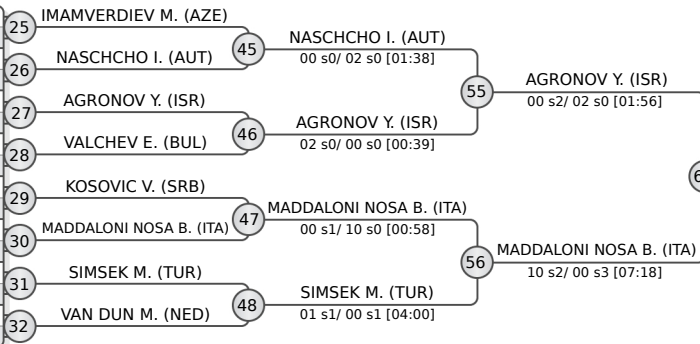 25
IMAMVERDIEV M. (AZE)
26
NASCHCHO I. (AUT)
27
AGRONOV Y. (ISR)
28
VALCHEV E. (BUL)
29
KOSOVIC V. (SRB)
30
MADDALONI NOSA B. (ITA)
31
SIMSEK M. (TUR)
32
VAN DUN M. (NED)
45
NASCHCHO I. (AUT)
00 s0/ 02 s0 [01:38]
46
AGRONOV Y. (ISR)
02 s0/ 00 s0 [00:39]
47
MADDALONI NOSA B. (ITA)
00 s1/ 10 s0 [00:58]
48
SIMSEK M. (TUR)
01 s1/ 00 s1 [04:00]
55
AGRONOV Y. (ISR)
00 s2/ 02 s0 [01:56]
56
MADDALONI NOSA B. (ITA)
10 s2/ 00 s3 [07:18]